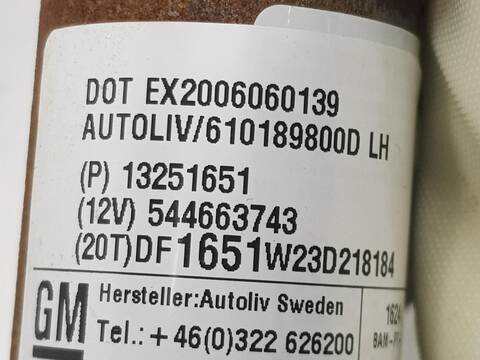 DOT EX2006060139
AUTOLIV/610189800D LH
(P) 13251651
(12V) 544663743
(20T)DF1651W23D218184
GM Hersteller:Autoliv Sweden
Tel.: +46(0)322 626200